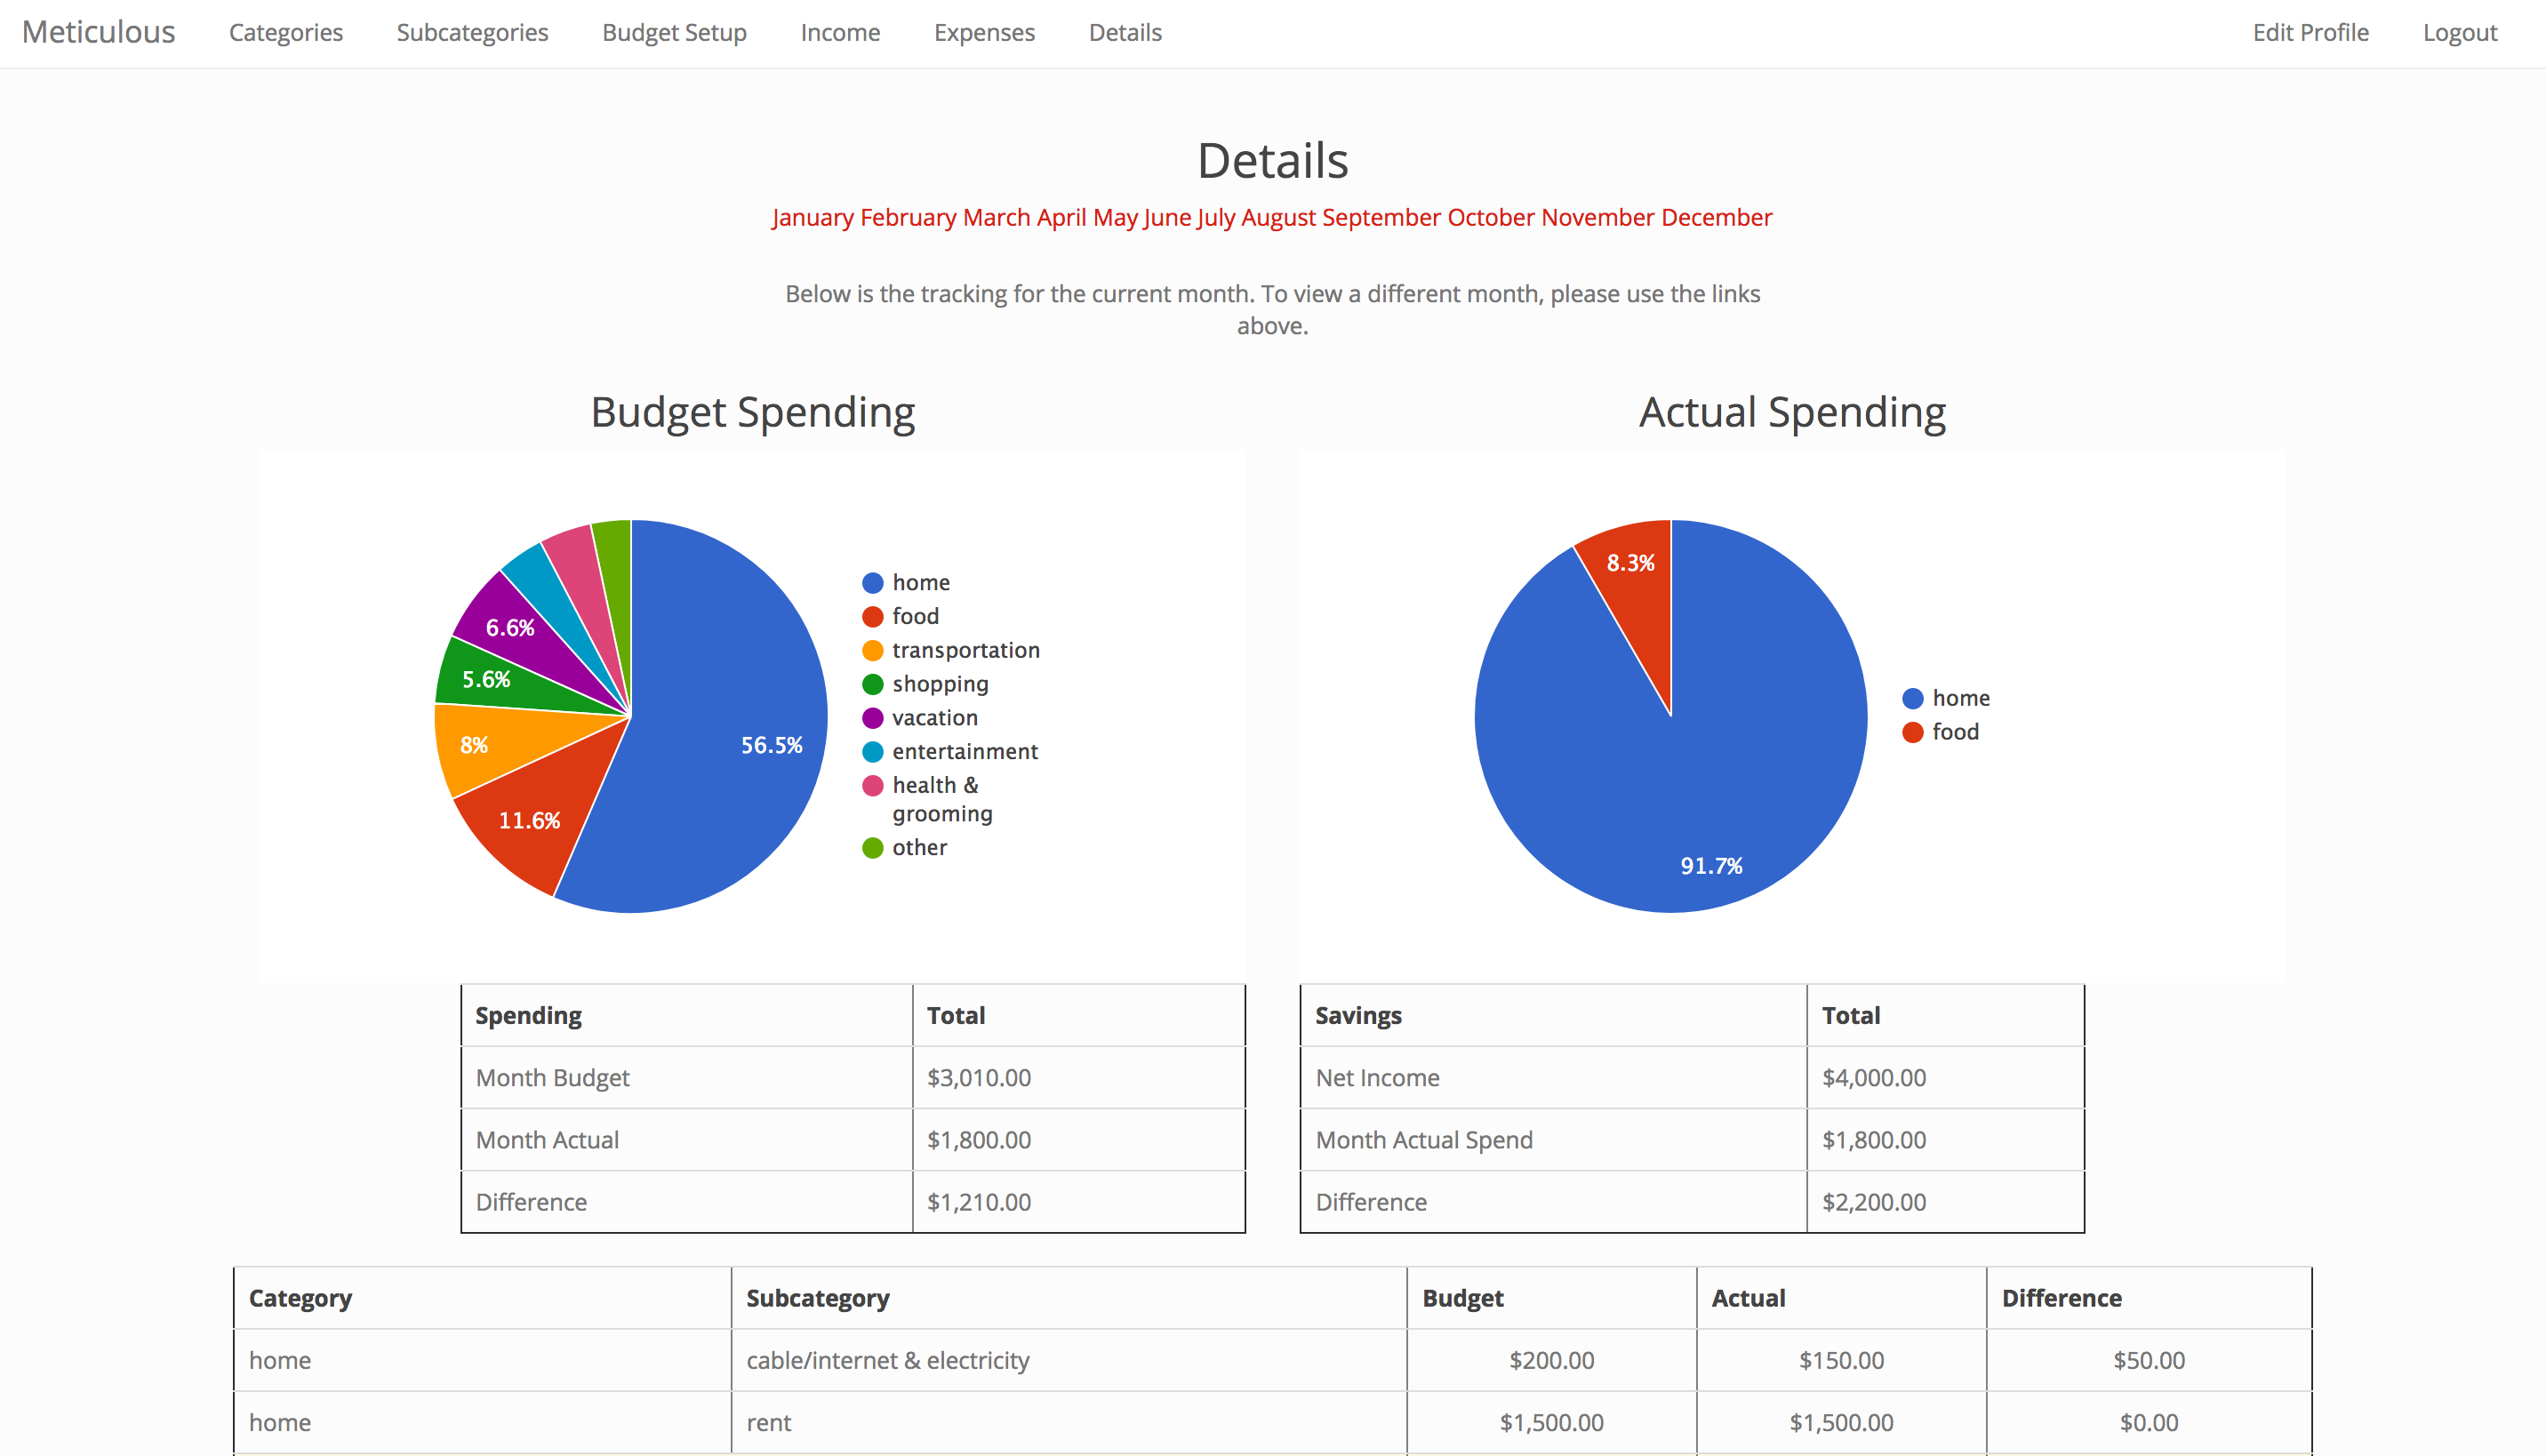 Meticulous Categories Subcategories Budget Setup Income Expenses Details Edit Profile Logout
Details
January February March April May June July August September October November December
Below is the tracking for the current month. To view a different month, please use the links
above.
Budget Spending
56.5%
11.6%
8%
5.6%
6.6%
home
food
transportation
shopping
vacation
entertainment
health &
grooming
other
Actual Spending
8.3%
91.7%
home
food
Spending Total
Month Budget $3,010.00
Month Actual $1,800.00
Difference $1,210.00
Savings Total
Net Income $4,000.00
Month Actual Spend $1,800.00
Difference $2,200.00
Category Subcategory Budget Actual Difference
home cable/internet & electricity $200.00 $150.00 $50.00
home rent $1,500.00 $1,500.00 $0.00